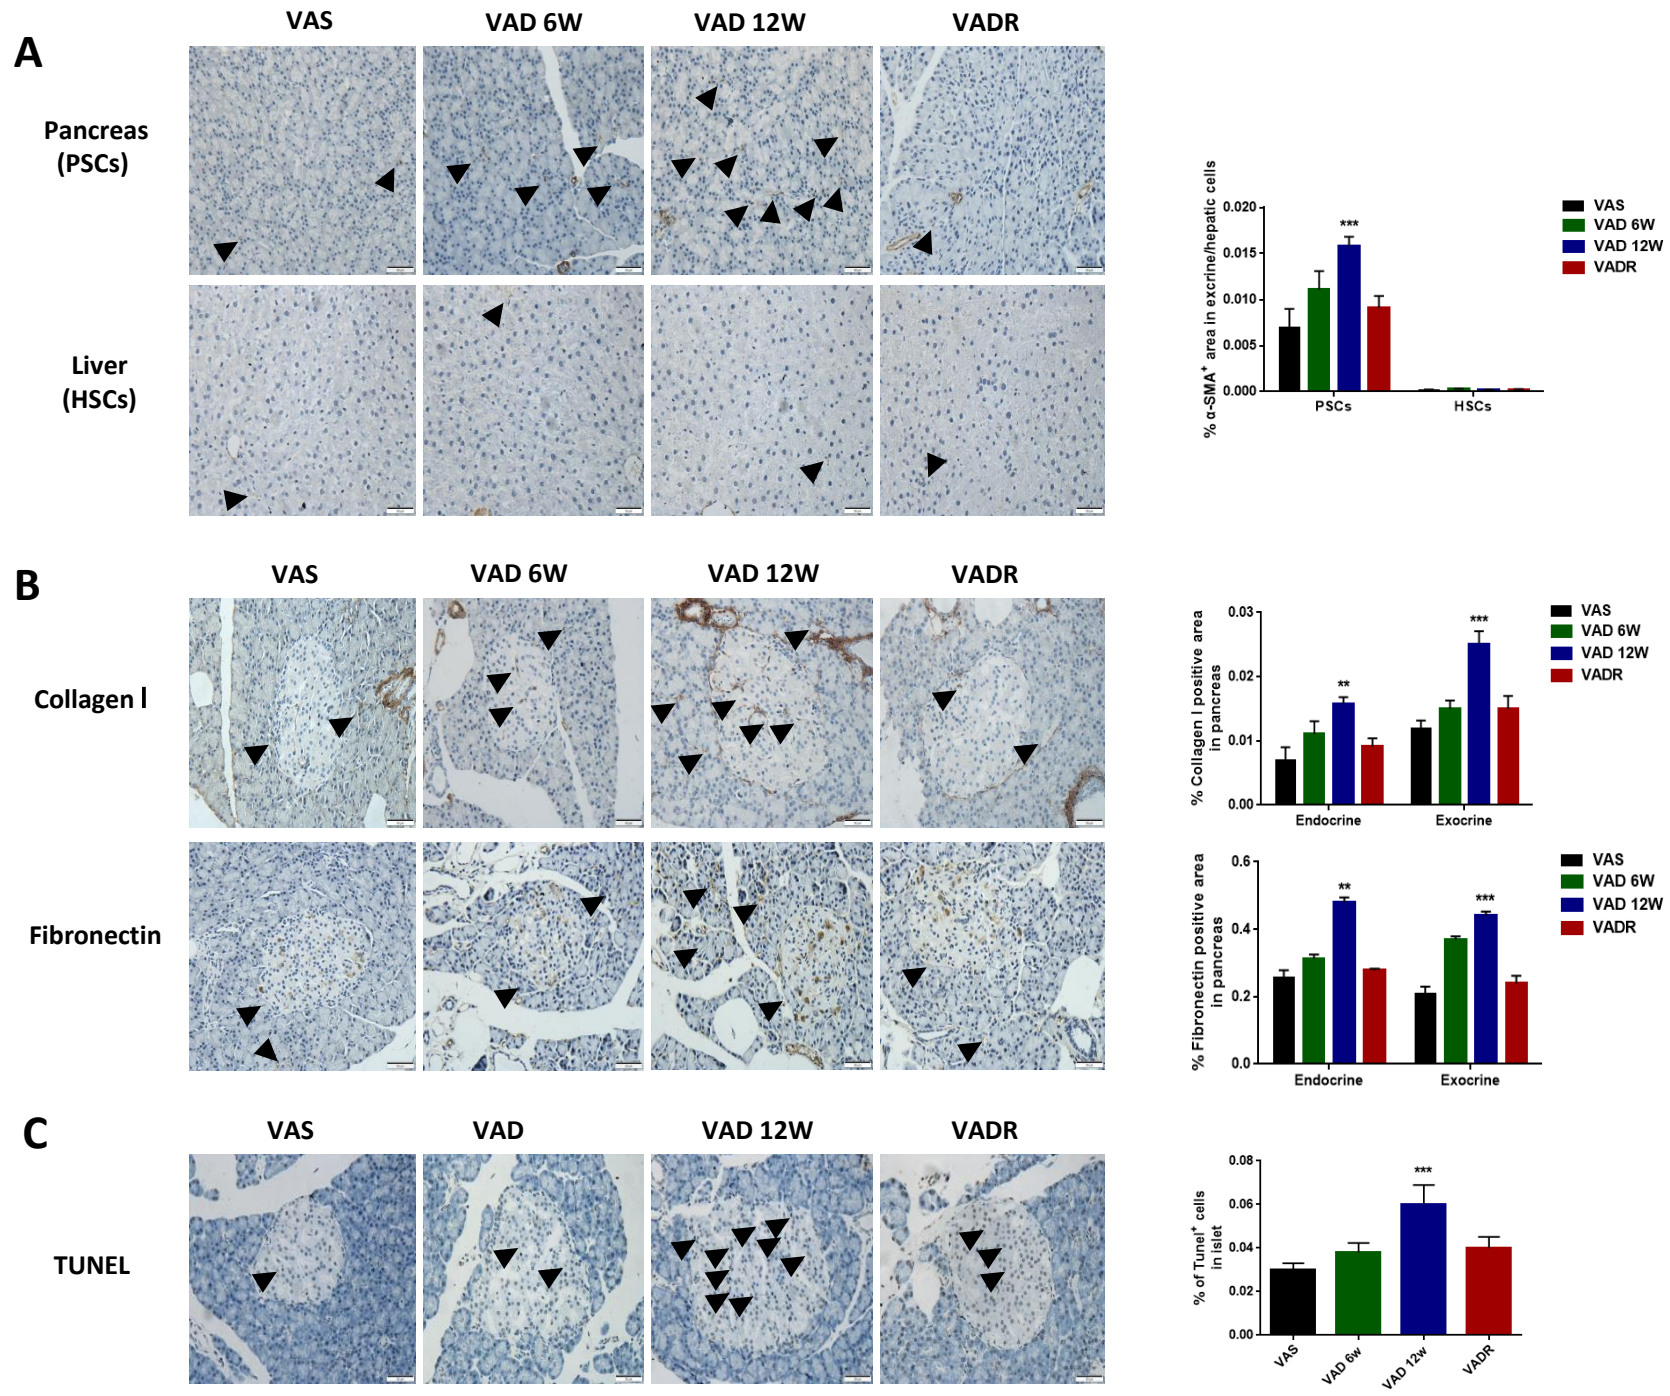 A
VAS VAD 6W VAD 12W VADR
Pancreas
(PSCs)
Liver
(HSCs)
% α-SMA+ area in excrine/hepatic cells
0.020
0.015
0.010
0.005
0.000
***
PSCs HSCs
VAS
VAD 6W
VAD 12W
VADR
B
VAS VAD 6W VAD 12W VADR
Collagen I
Fibronectin
% Collagen I positive area
in pancreas
0.03
0.02
0.01
0.00
** ***
Endocrine Exocrine
VAS
VAD 6W
VAD 12W
VADR
% Fibronectin positive area
in pancreas
0.6
0.4
0.2
0.0
** ***
Endocrine Exocrine
VAS
VAD 6W
VAD 12W
VADR
C
VAS VAD VAD 12W VADR
TUNEL
% of Tunel+ cells
in islet
0.08
0.06
0.04
0.02
0.00
***
VAS VAD 6w VAD 12w VADR